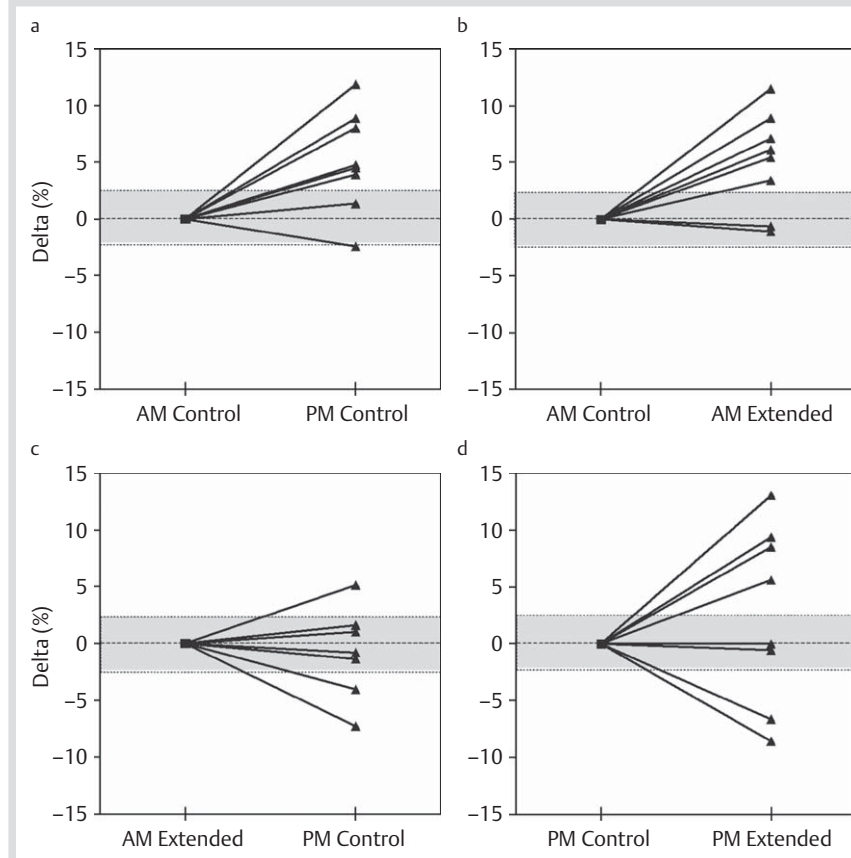 a
b
15
10
5
0
−5
−10
−15
Delta (%)
AM Control
PM Control
15
10
5
0
−5
−10
−15
AM Control
AM Extended
c
d
15
10
5
0
−5
−10
−15
Delta (%)
AM Extended
PM Control
15
10
5
0
−5
−10
−15
PM Control
PM Extended